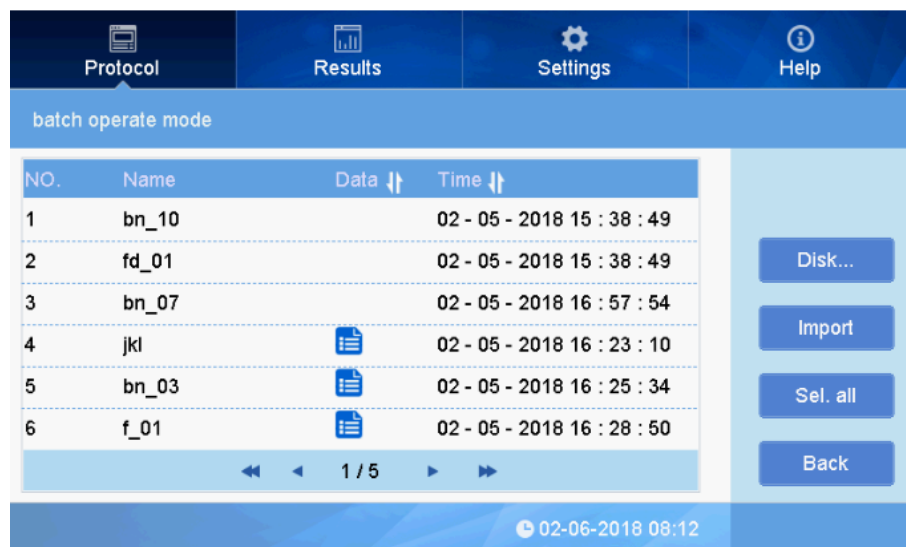 Protocol Results Settings Help
batch operate mode
NO. Name Data Time
1 bn_10 02 - 05 - 2018 15 : 38 : 49
2 fd_01 02 - 05 - 2018 15 : 38 : 49
3 bn_07 02 - 05 - 2018 16 : 57 : 54
4 jkl 02 - 05 - 2018 16 : 23 : 10
5 bn_03 02 - 05 - 2018 16 : 25 : 34
6 f_01 02 - 05 - 2018 16 : 28 : 50
1 / 5
Disk...
Import
Sel. all
Back
02-06-2018 08:12